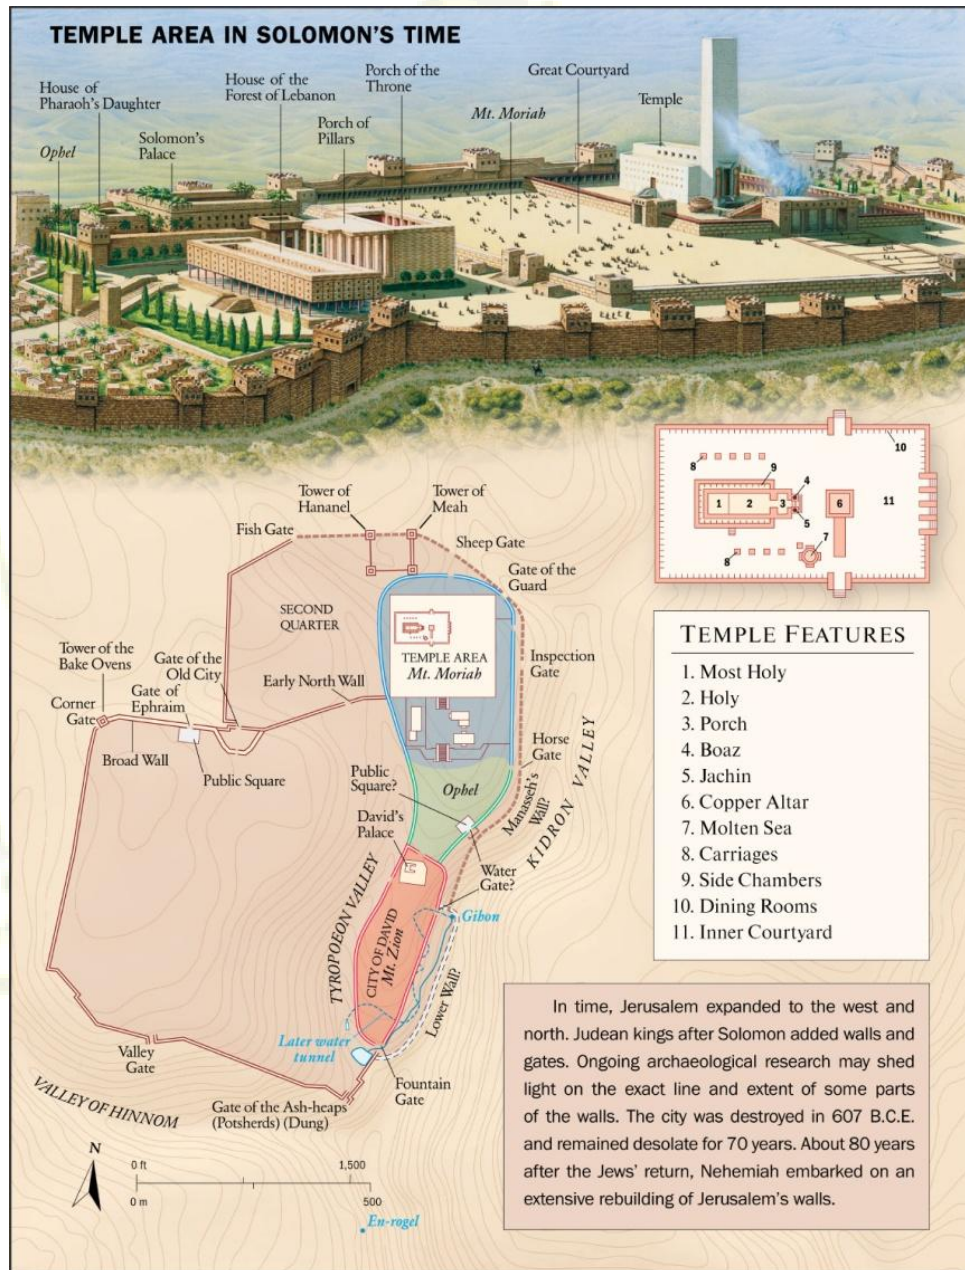 TEMPLE AREA IN SOLOMON'S TIME
House of
Pharaoh's Daughter
Ophel
Solomon's
Palace
House of the
Forest of Lebanon
Porch of
Pillars
Porch of the
Throne
Mt. Moriah
Great Courtyard
Temple
8
9
4
10
1
2
3
6
11
5
7
8
Tower of
Hananel
Tower of
Meah
Fish Gate
Sheep Gate
Gate of the
Guard
SECOND
QUARTER
TEMPLE AREA
Mt. Moriah
Inspection
Gate
Tower of the
Bake Ovens
Gate of the
Old City
Gate of
Ephraim
Early North Wall
Corner
Gate
Broad Wall
Public Square
Horse
Gate
Public
Square?
Ophel
Manasseh's
Wall?
KIDRON VALLEY
David's
Palace
Water
Gate?
Gihon
TYROPOEON VALLEY
CITY OF DAVID
Mt. Zion
Lower Wall?
Later water
tunnel
Valley
Gate
Fountain
Gate
VALLEY OF HINNOM
Gate of the Ash-heaps
(Potsherds) (Dung)
N
0 ft
1,500
0 m
500
En-rogel
TEMPLE FEATURES
1. Most Holy
2. Holy
3. Porch
4. Boaz
5. Jachin
6. Copper Altar
7. Molten Sea
8. Carriages
9. Side Chambers
10. Dining Rooms
11. Inner Courtyard
In time, Jerusalem expanded to the west and
north. Judean kings after Solomon added walls and
gates. Ongoing archaeological research may shed
light on the exact line and extent of some parts
of the walls. The city was destroyed in 607 B.C.E.
and remained desolate for 70 years. About 80 years
after the Jews' return, Nehemiah embarked on an
extensive rebuilding of Jerusalem's walls.